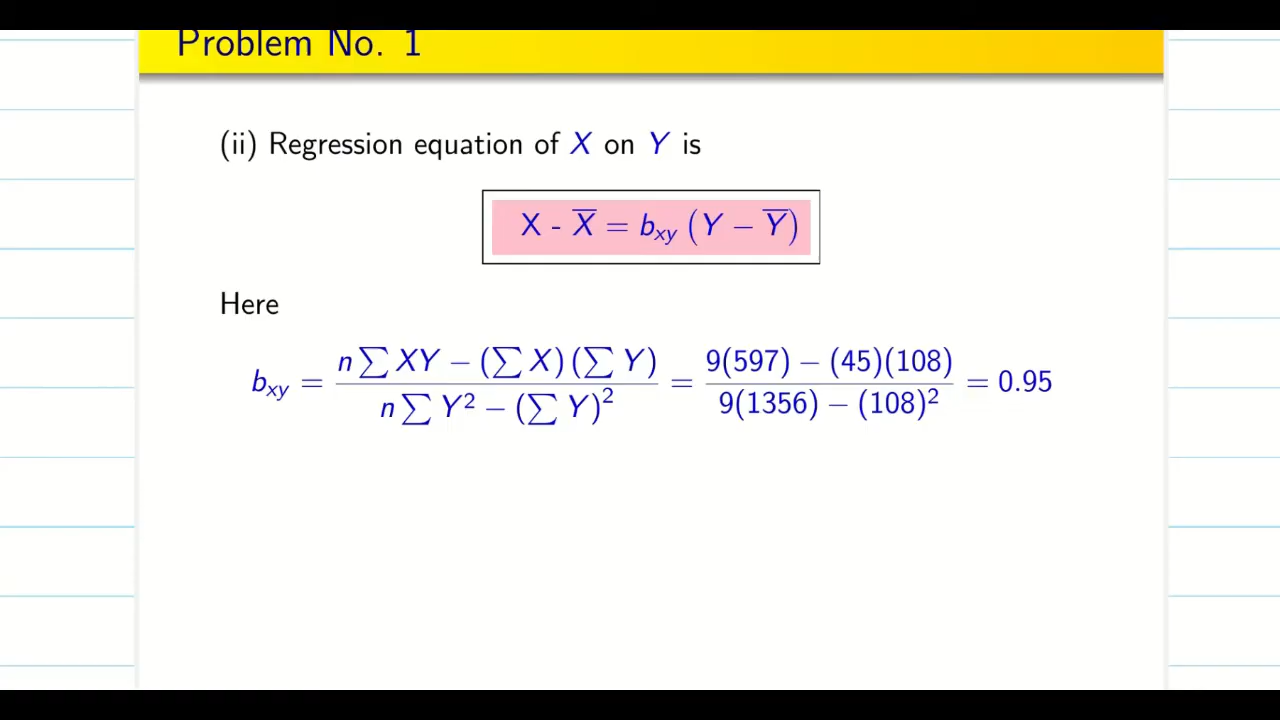 Problem No. 1
(ii) Regression equation of X on Y is
X - X̅ = b_xy (Y − Y̅)
Here
b_xy = n ∑ XY − (∑ X) (∑ Y) / n ∑ Y² − (∑ Y)² = 9(597) − (45)(108) / 9(1356) − (108)² = 0.95